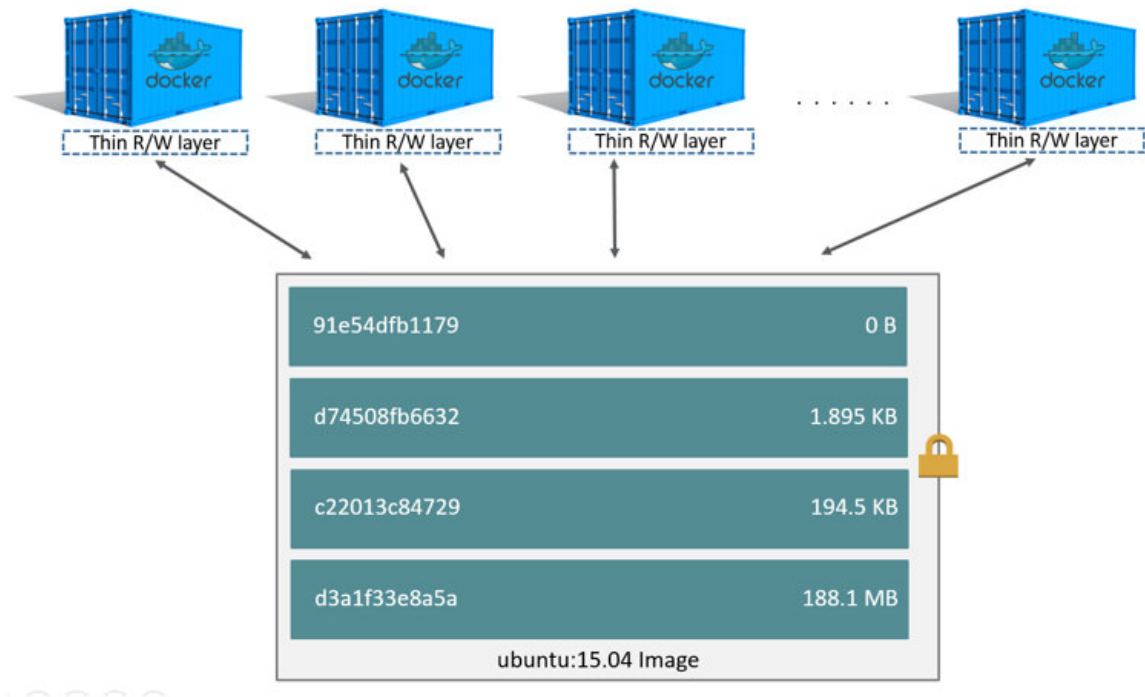 docker
docker
docker
docker
. . . . . .
Thin R/W layer
Thin R/W layer
Thin R/W layer
Thin R/W layer
91e54dfb1179 0 B
d74508fb6632 1.895 KB
c22013c84729 194.5 KB
d3a1f33e8a5a 188.1 MB
ubuntu:15.04 Image